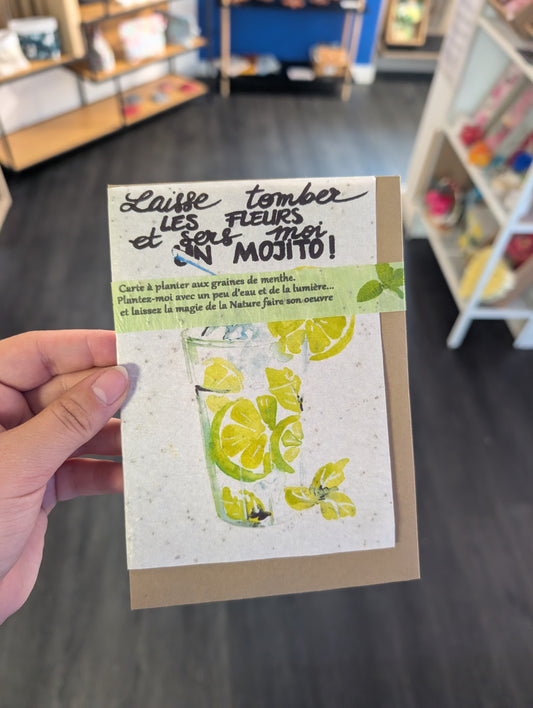 Laisse tomber
LES FLEURS
et sers moi
UN MOJITO !
Carte à planter aux graines de menthe.
Plantez-moi avec un peu d'eau et de la lumière...
et laissez la magie de la Nature faire son oeuvre